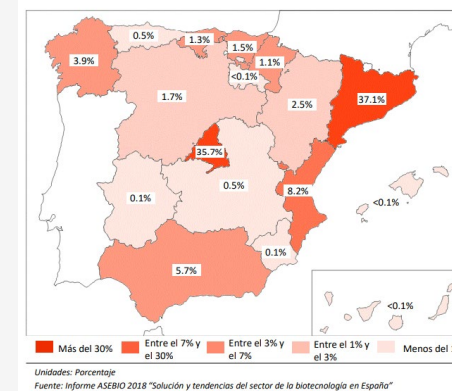 0.5%
1.3%
1.5%
3.9%
1.1%
<0.1%
1.7%
2.5%
37.1%
35.7%
0.1%
0.5%
8.2%
<0.1%
0.1%
5.7%
<0.1%
Más del 30%
Entre el 7% y
el 30%
Entre el 3% y
el 7%
Entre el 1% y
el 3%
Menos del
Unidades: Porcentaje
Fuente: Informe ASEBIO 2018 "Solución y tendencias del sector de la biotecnología en España"